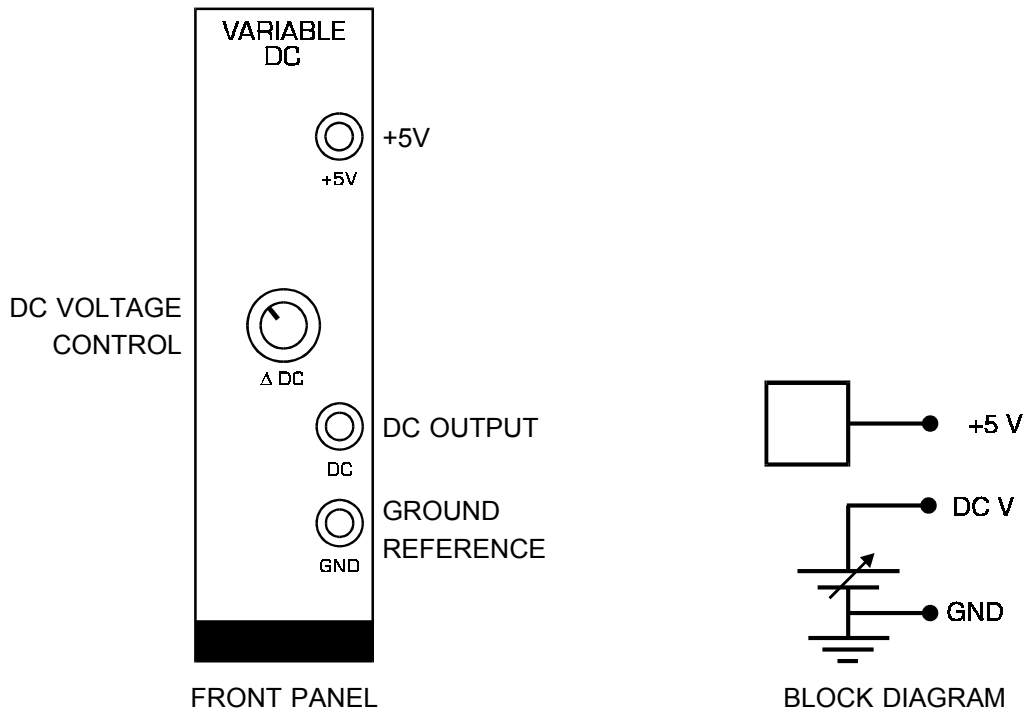 VARIABLE
DC
+5V
+5V
DC VOLTAGE
CONTROL
Δ DC
DC OUTPUT
DC
GROUND
REFERENCE
GND
FRONT PANEL
+5 V
DC V
GND
BLOCK DIAGRAM